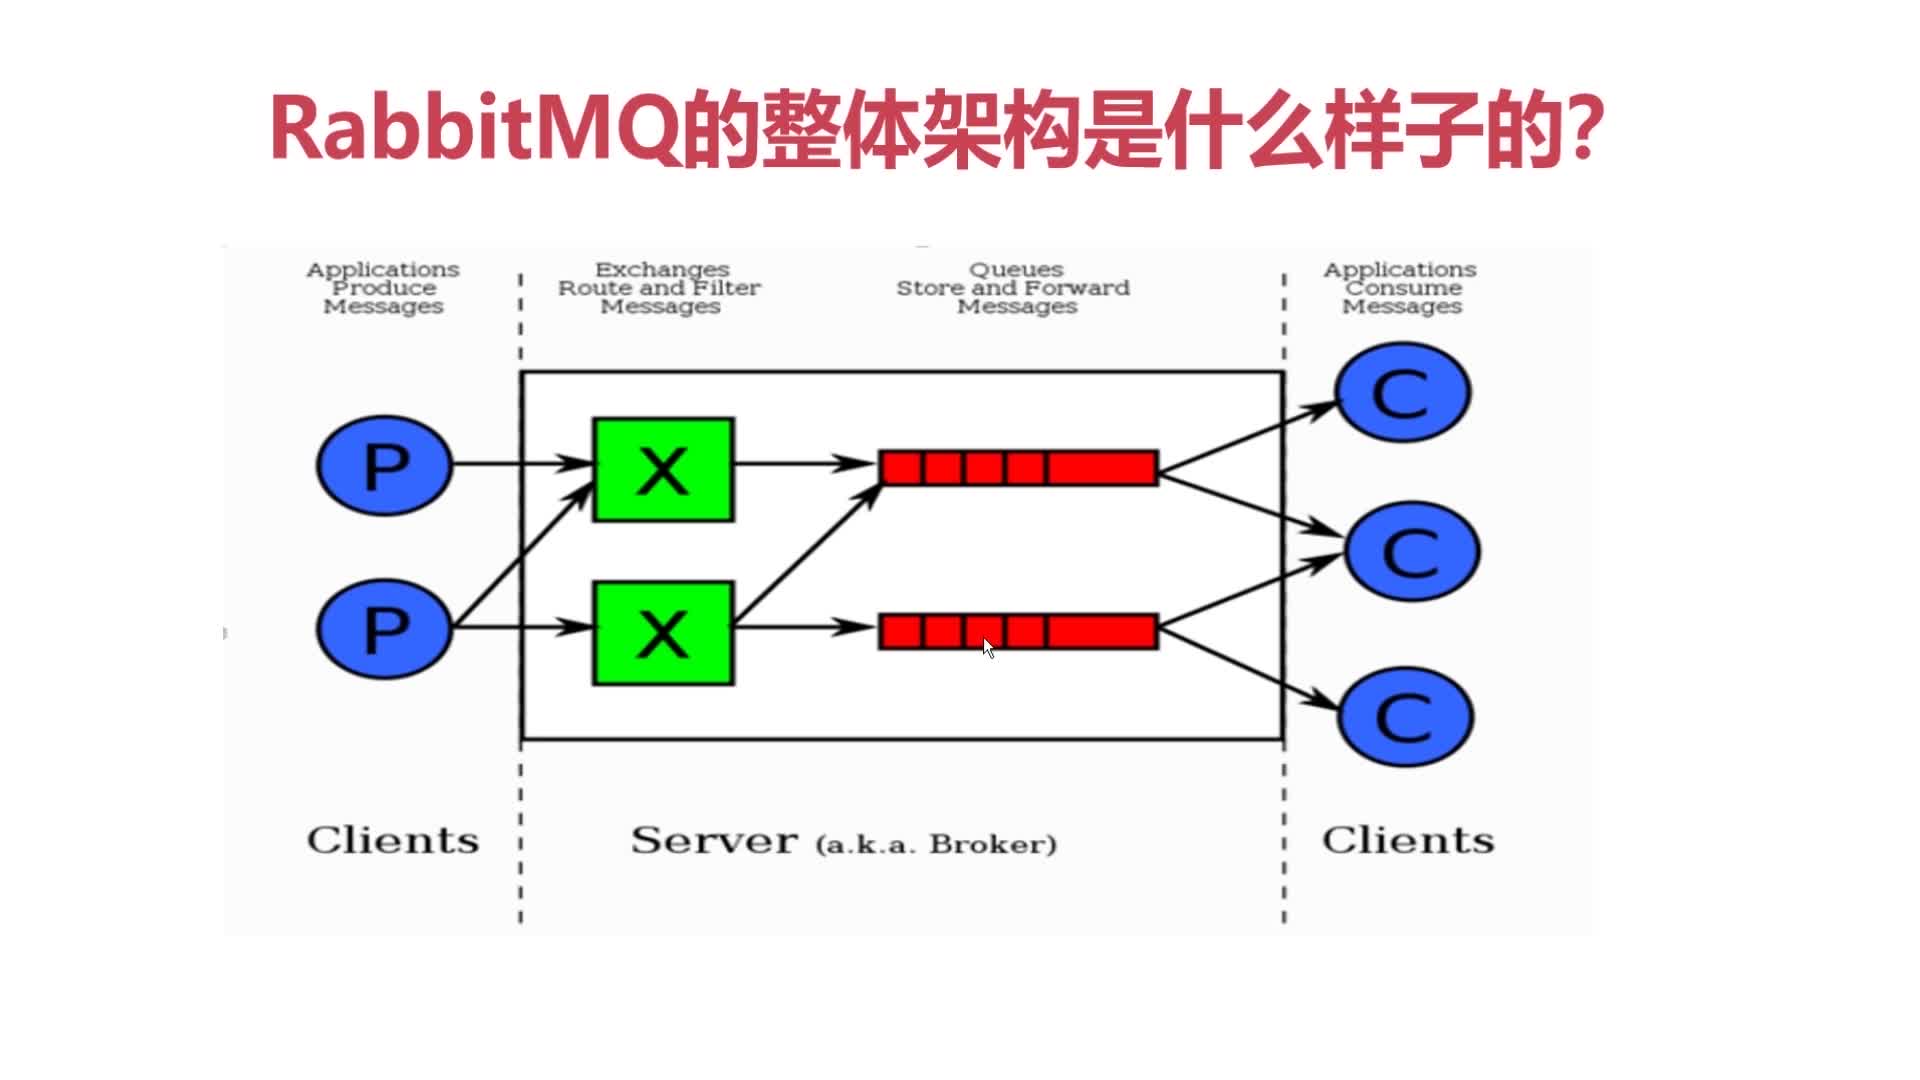 RabbitMQ的整体架构是什么样子的?
Applications
Produce
Messages
Exchanges
Route and Filter
Messages
Queues
Store and Forward
Messages
Applications
Consume
Messages
P
X
C
C
P
X
C
Clients
Server (a.k.a. Broker)
Clients